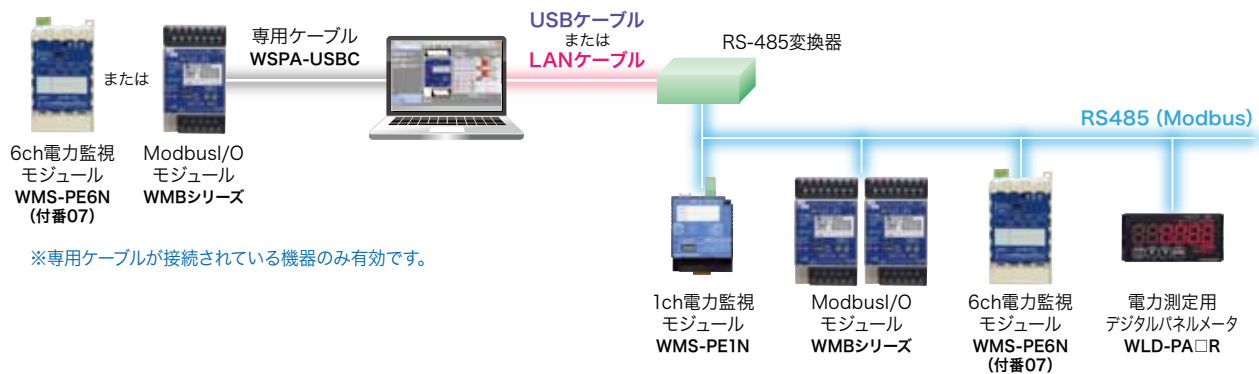 USBケーブル
または
LANケーブル
専用ケーブル
WSPA-USBC
RS-485変換器
または
RS485 (Modbus)
6ch電力監視
モジュール
WMS-PE6N
(付番07)
ModbusI/O
モジュール
WMBシリーズ
※専用ケーブルが接続されている機器のみ有効です。
1ch電力監視
モジュール
WMS-PE1N
ModbusI/O
モジュール
WMBシリーズ
6ch電力監視
モジュール
WMS-PE6N
(付番07)
電力測定用
デジタルパネルメータ
WLD-PA□R